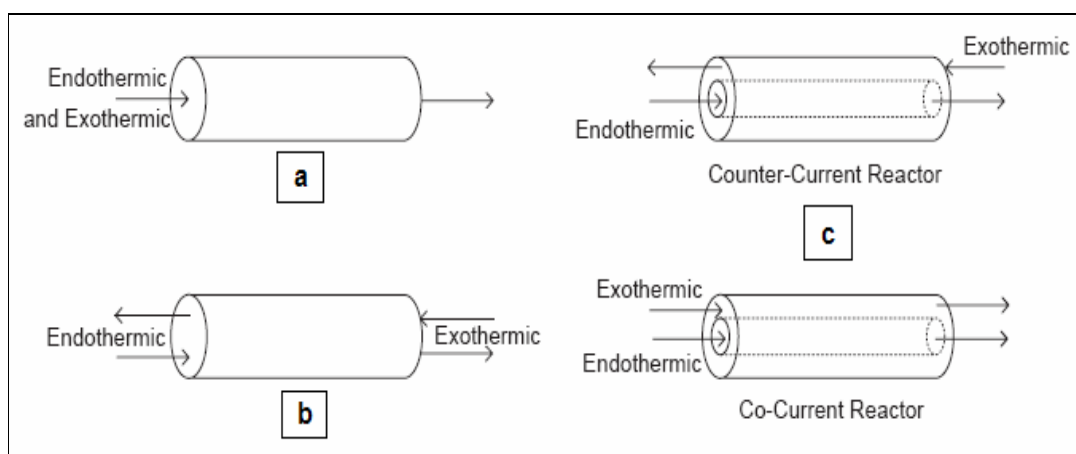 Endothermic
and Exothermic
a
Endothermic
Exothermic
b
Exothermic
Endothermic
Counter-Current Reactor
c
Exothermic
Endothermic
Co-Current Reactor